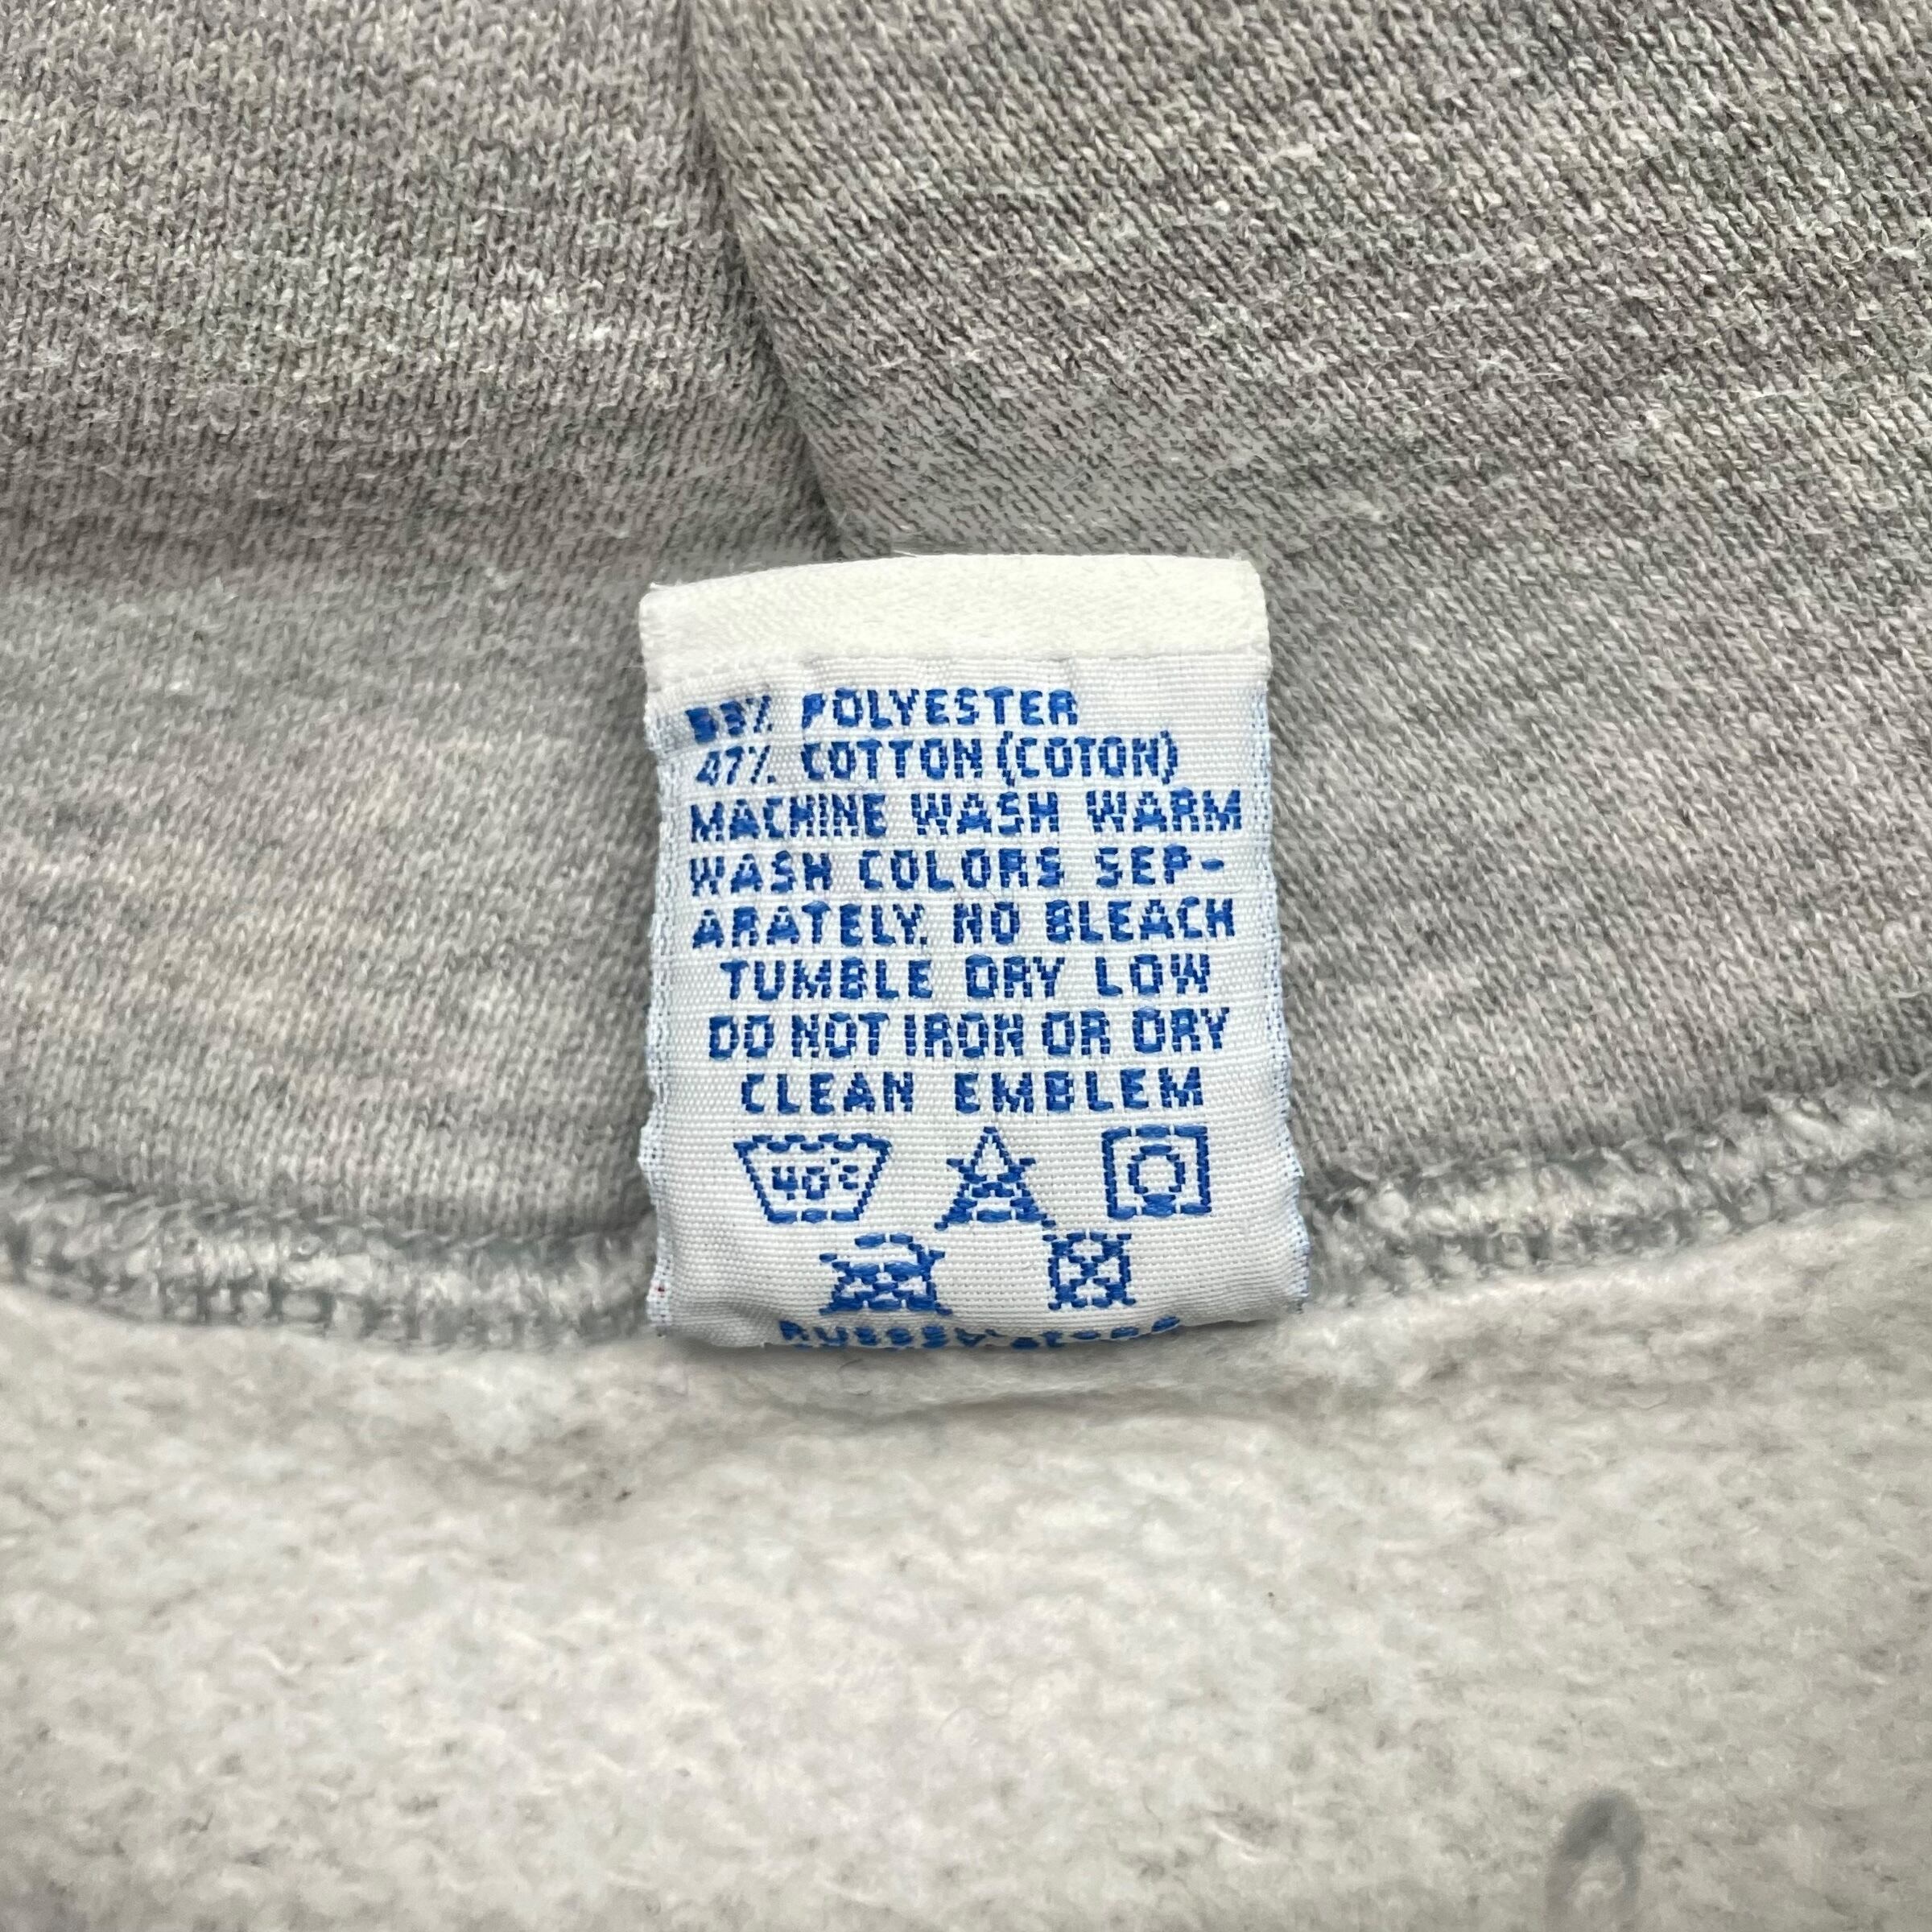 53% POLYESTER
47% COTTON (COTON)
MACHINE WASH WARM
WASH COLORS SEP-
ARATELY. NO BLEACH
TUMBLE DRY LOW
DO NOT IRON OR DRY
CLEAN EMBLEM
40°C